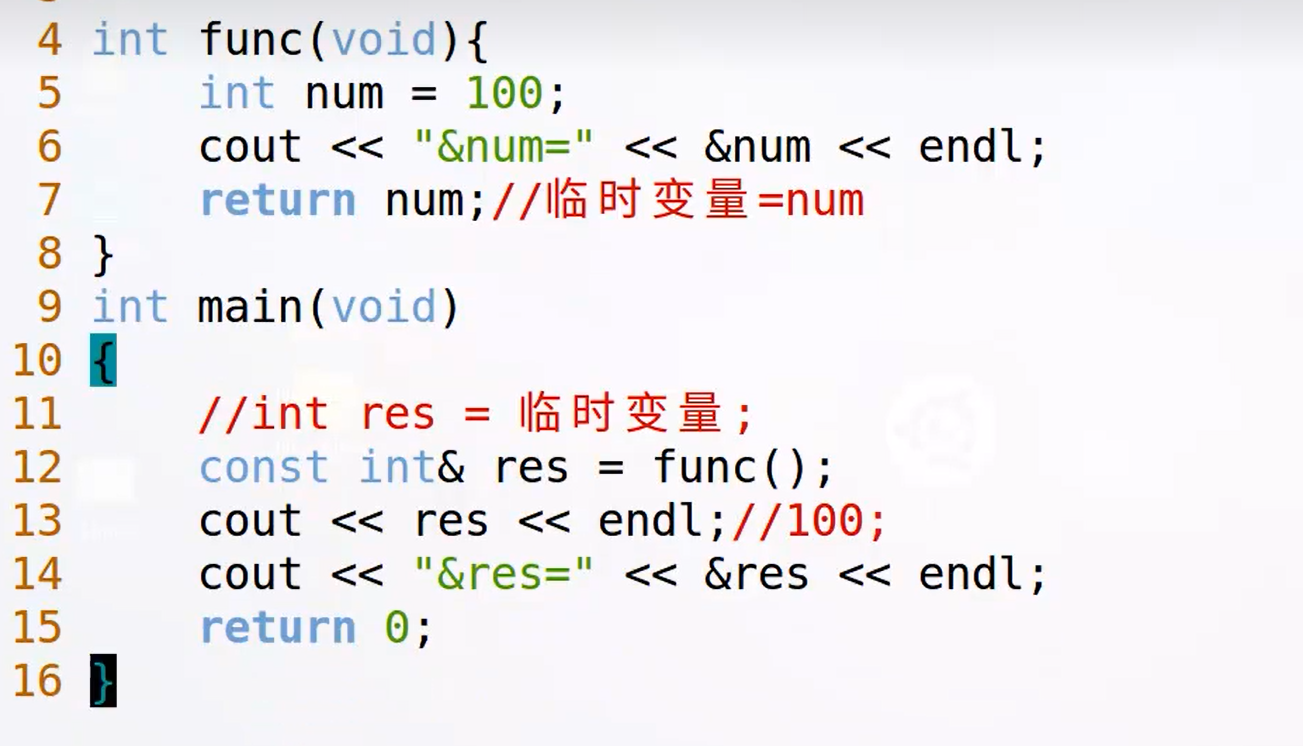 4 int func(void){
5     int num = 100;
6     cout << "&num=" << &num << endl;
7     return num;//临时变量=num
8 }
9 int main(void)
10 {
11     //int res = 临时变量;
12     const int& res = func();
13     cout << res << endl;//100;
14     cout << "&res=" << &res << endl;
15     return 0;
16 }